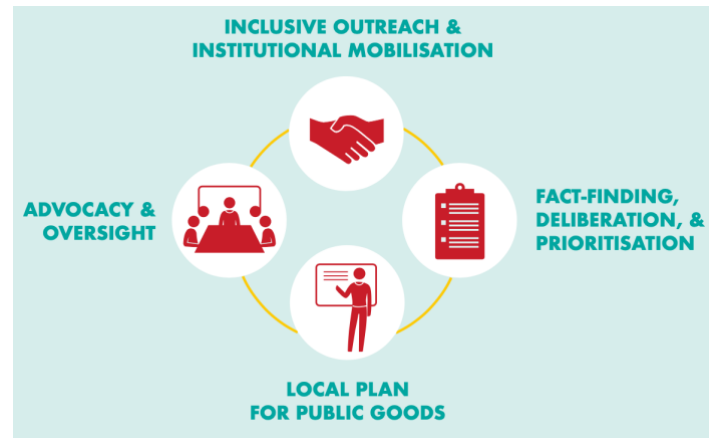 INCLUSIVE OUTREACH &
INSTITUTIONAL MOBILISATION
ADVOCACY &
OVERSIGHT
FACT-FINDING,
DELIBERATION, &
PRIORITISATION
LOCAL PLAN
FOR PUBLIC GOODS